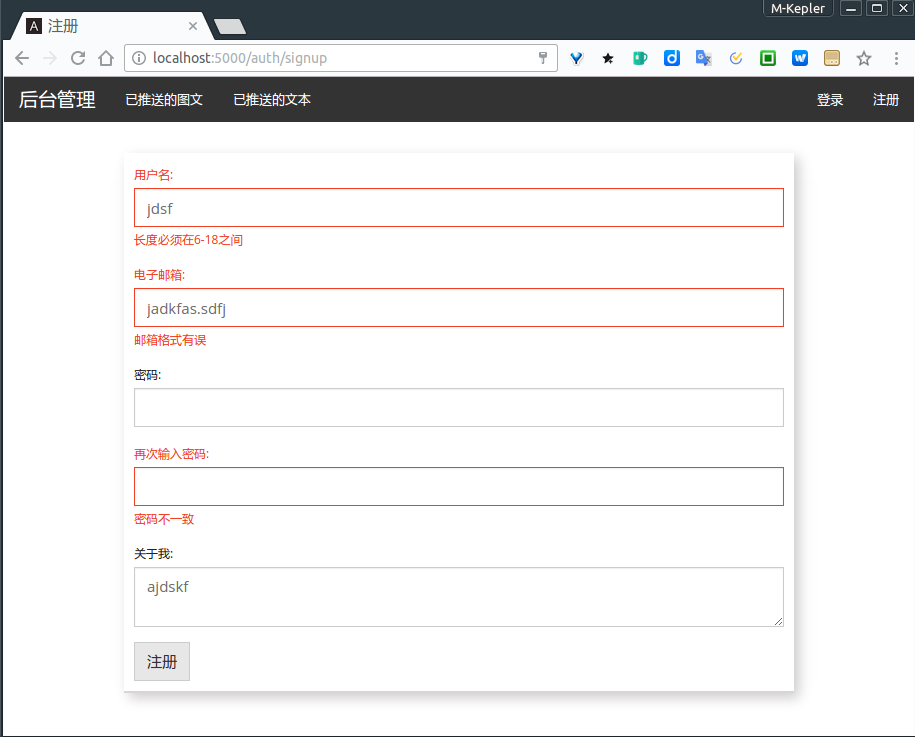 M-Kepler
A 注册
localhost:5000/auth/signup
后台管理 已推送的图文 已推送的文本 登录 注册
用户名:
jdsf
长度必须在6-18之间
电子邮箱:
jadkfas.sdfj
邮箱格式有误
密码:
再次输入密码:
密码不一致
关于我:
ajdskf
注册